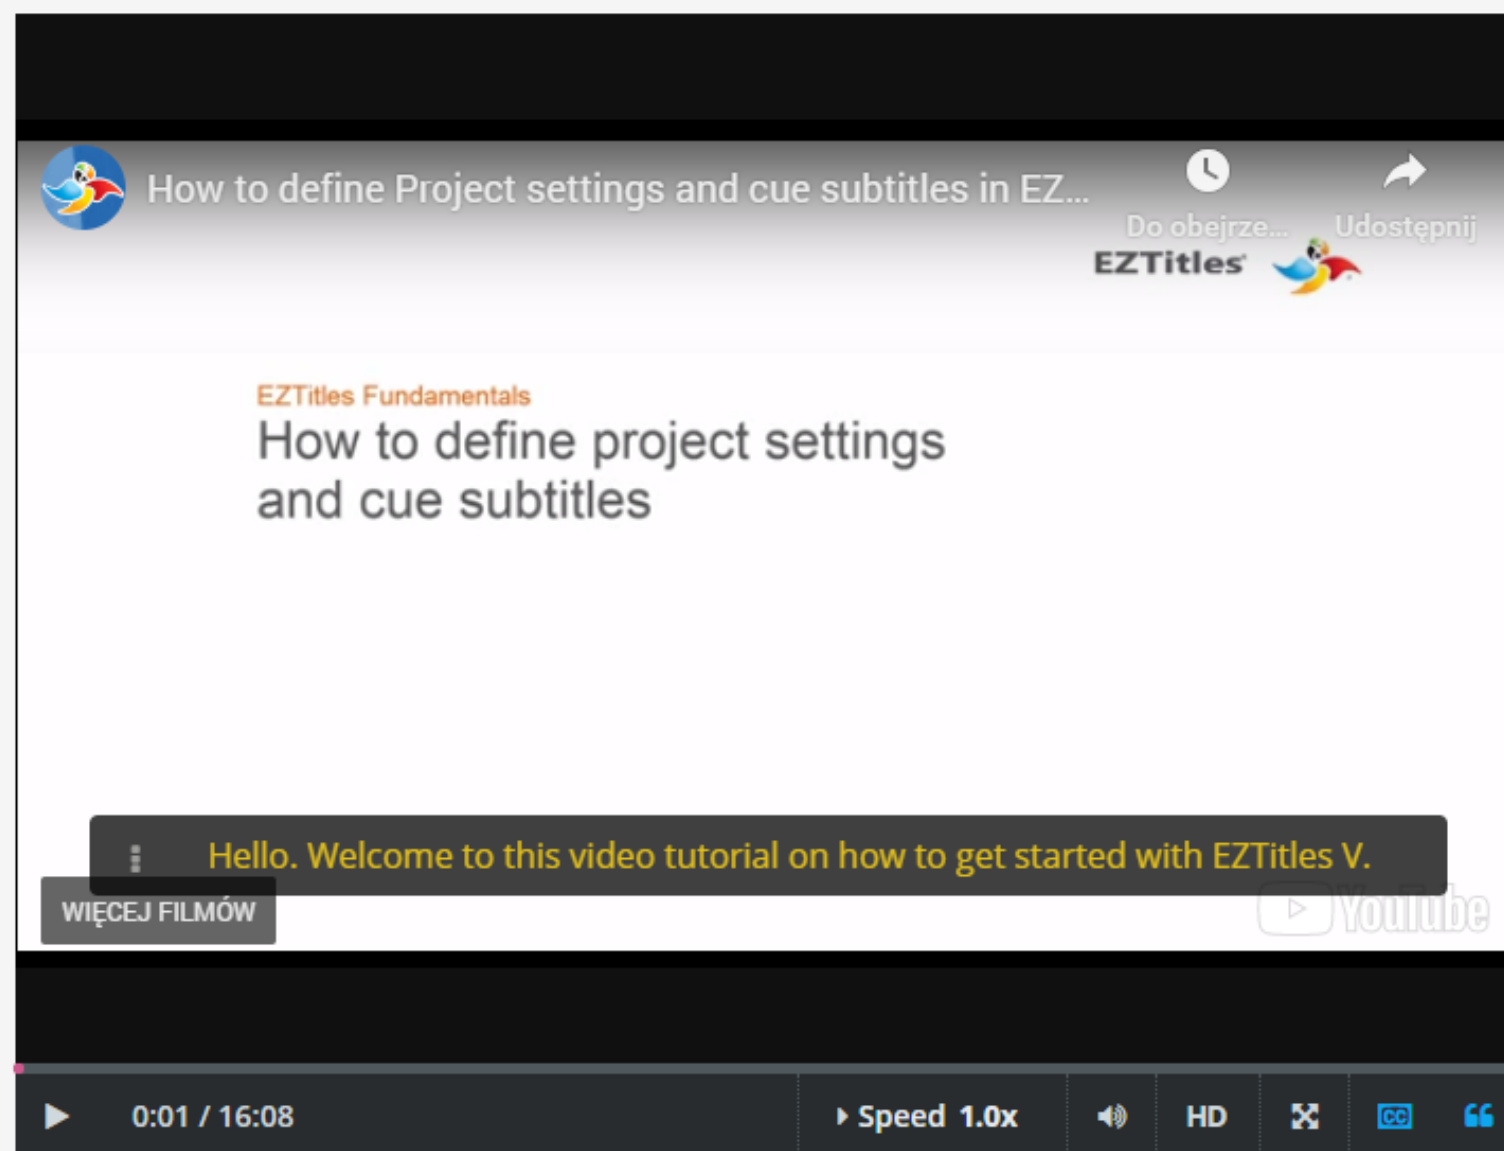 How to define Project settings and cue subtitles in EZ...
Do obejrze...
Udostępnij
EZTitles
EZTitles Fundamentals
How to define project settings
and cue subtitles
Hello. Welcome to this video tutorial on how to get started with EZTitles V.
WIĘCEJ FILMÓW
YouTube
0:01 / 16:08
Speed 1.0x
HD
CC